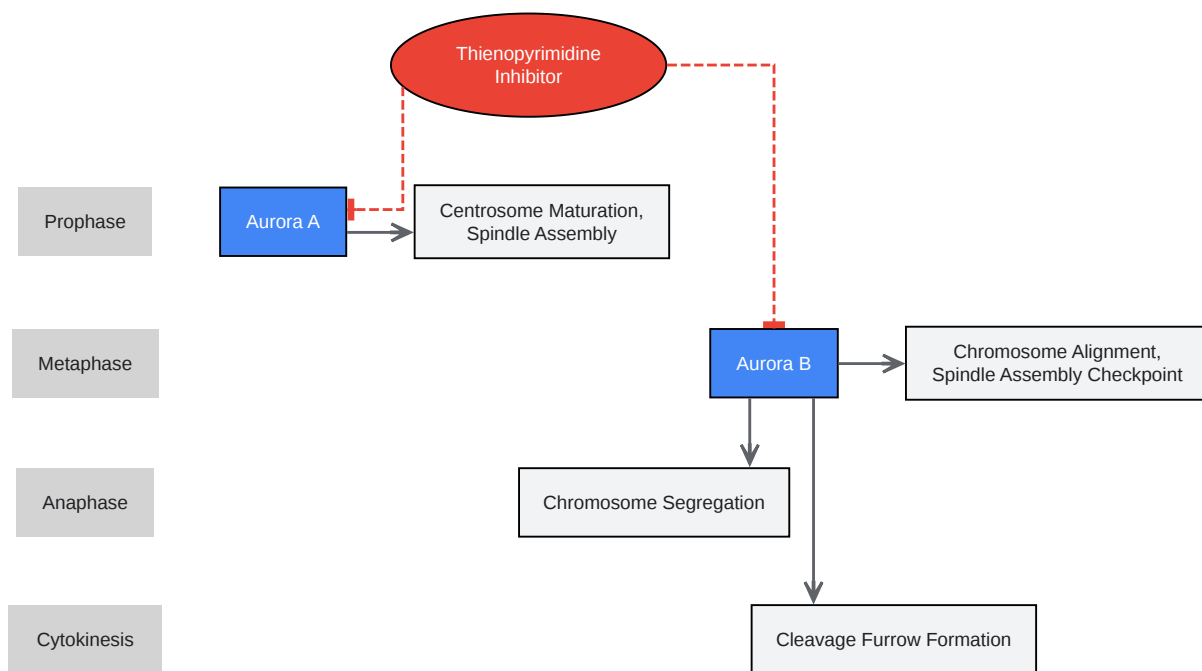 Thienopyrimidine
Inhibitor
Prophase
Aurora A
Centrosome Maturation,
Spindle Assembly
Metaphase
Aurora B
Chromosome Alignment,
Spindle Assembly Checkpoint
Anaphase
Chromosome Segregation
Cytokinesis
Cleavage Furrow Formation